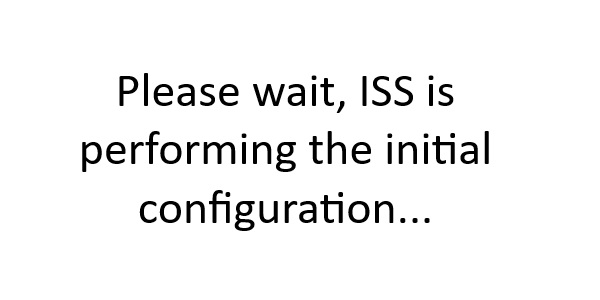 Please wait, ISS is
performing the initial
configuration...